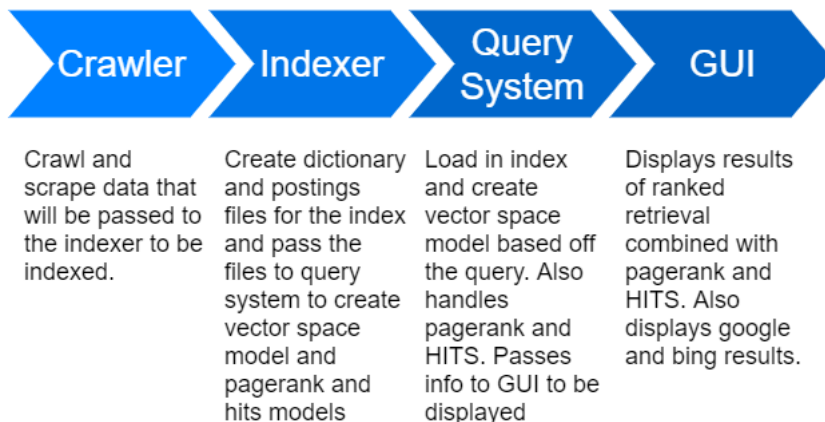 Crawler
Indexer
Query
System
GUI
Crawl and
scrape data that
will be passed to
the indexer to be
indexed.
Create dictionary
and postings
files for the index
and pass the
files to query
system to create
vector space
model and
pagerank and
hits models
Load in index
and create
vector space
model based off
the query. Also
handles
pagerank and
HITS. Passes
info to GUI to be
displayed
Displays results
of ranked
retrieval
combined with
pagerank and
HITS. Also
displays google
and bing results.